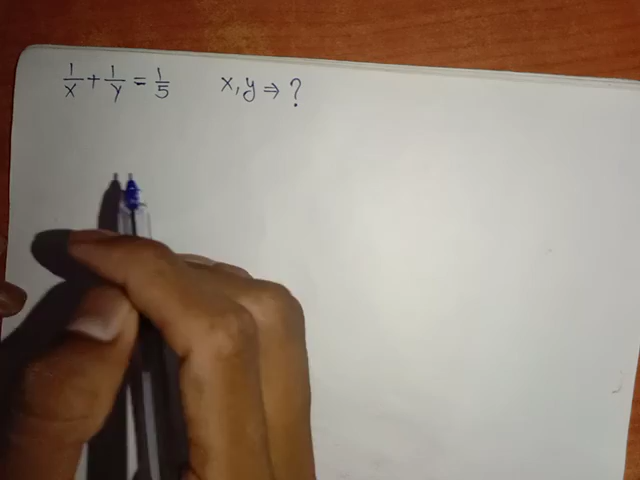 1/x + 1/y = 1/5 x, y ⇒ ?